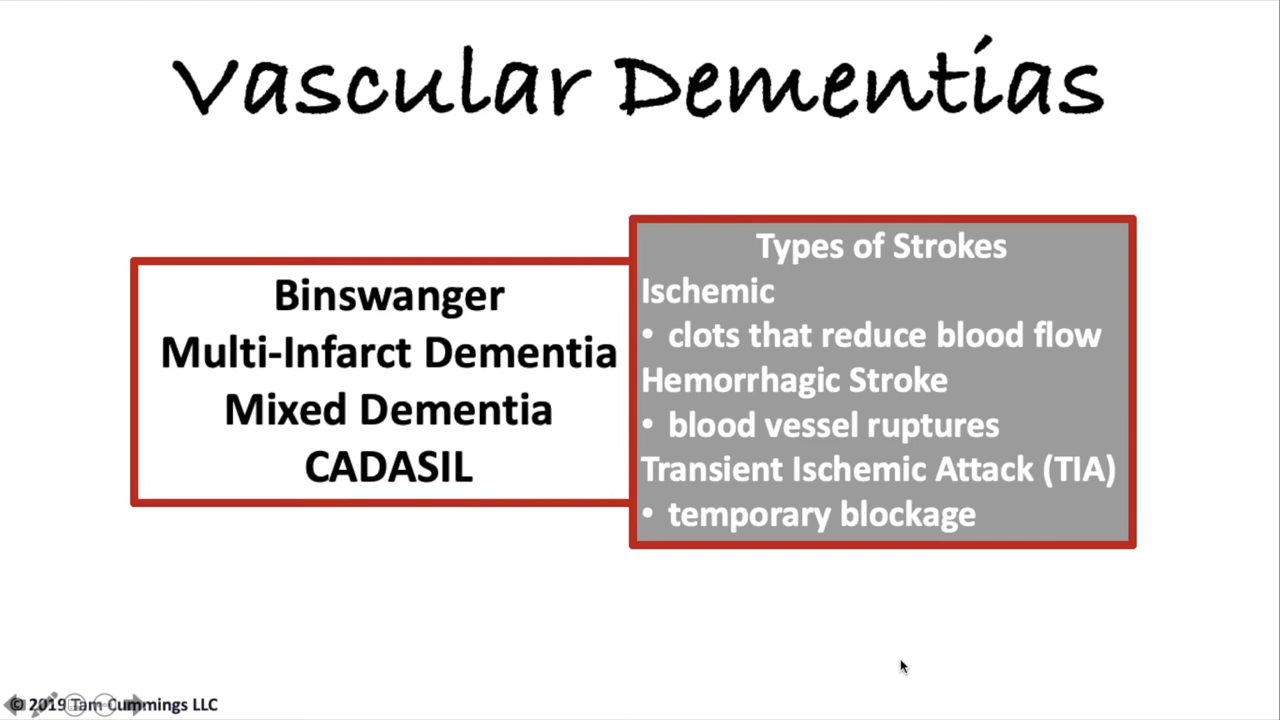 Vascular Dementias
Binswanger
Multi-Infarct Dementia
Mixed Dementia
CADASIL
Types of Strokes
Ischemic
• clots that reduce blood flow
Hemorrhagic Stroke
• blood vessel ruptures
Transient Ischemic Attack (TIA)
• temporary blockage
© 2019 Tam Cummings LLC